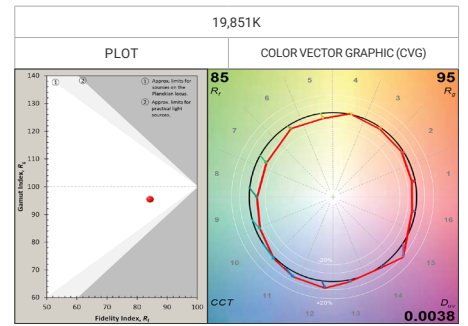 19,851K
PLOT
COLOR VECTOR GRAPHIC (CVG)
140
130
120
110
100
90
80
70
60
50
60
70
80
90
100
Gamut Index, Rg
Fidelity Index, Rf
1
2
1 Approx. limits for
sources on the
Planckian locus.
2 Approx. limits for
practical light
sources.
85
Rf
95
Rg
5
4
6
3
7
2
8
1
9
16
10
15
11
12
13
14
-20%
+20%
CCT
Duv
0.0038